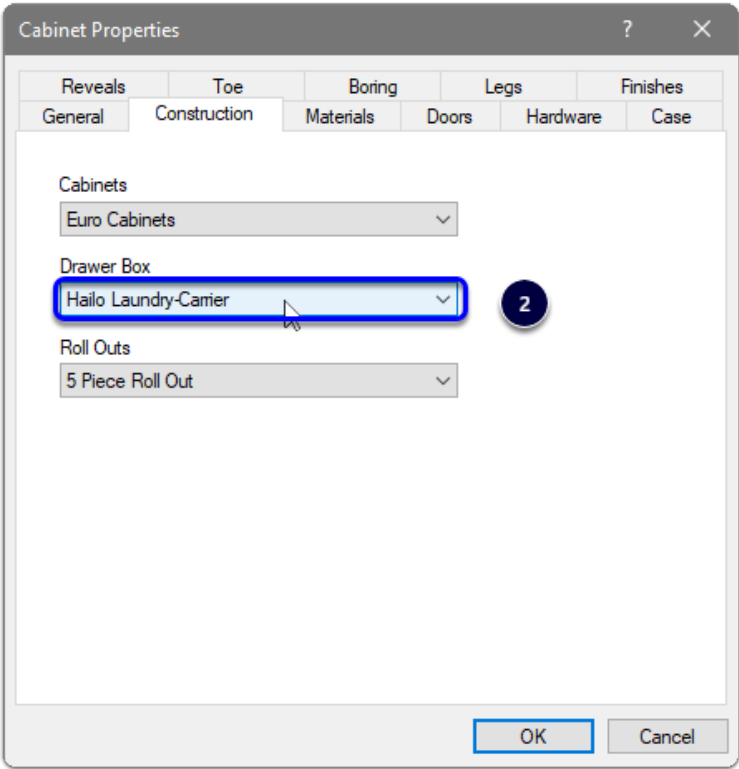 Cabinet Properties ? ×
Reveals Toe Boring Legs Finishes
General Construction Materials Doors Hardware Case
Cabinets
Euro Cabinets
Drawer Box
Hailo Laundry-Carrier
2
Roll Outs
5 Piece Roll Out
OK Cancel